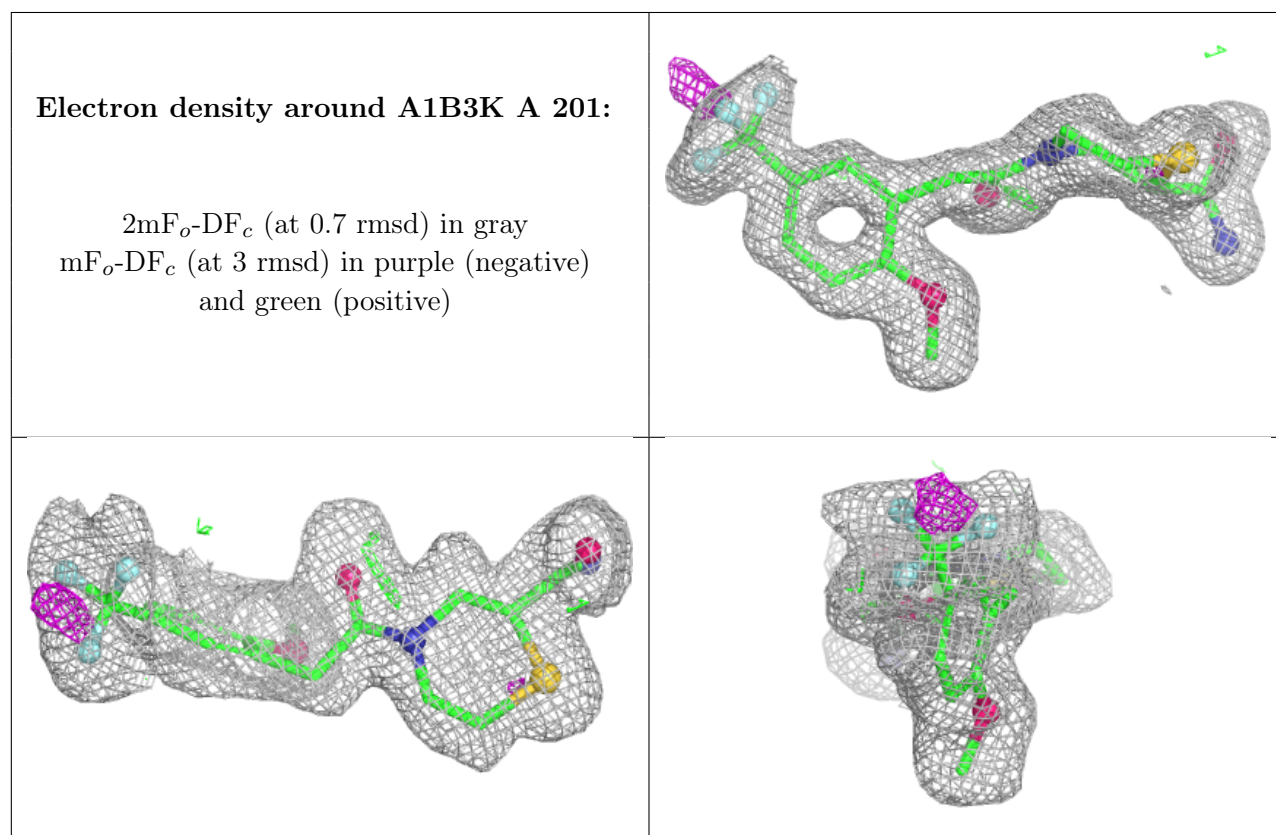 Electron density around A1B3K A 201:
2mFo-DFc (at 0.7 rmsd) in gray
mFo-DFc (at 3 rmsd) in purple (negative)
and green (positive)